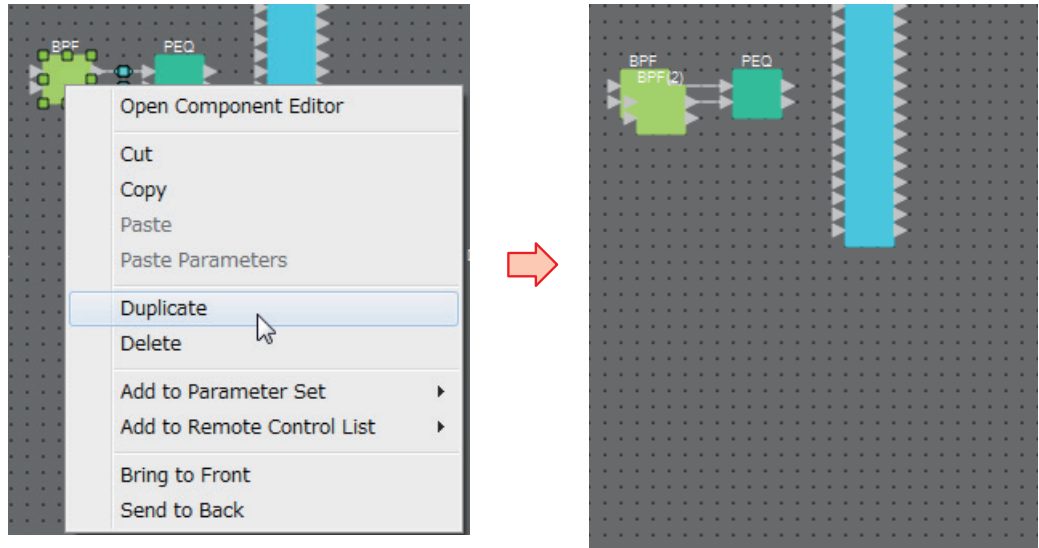 BPF
PEQ
Open Component Editor
Cut
Copy
Paste
Paste Parameters
Duplicate
Delete
Add to Parameter Set
Add to Remote Control List
Bring to Front
Send to Back
BPF
BPF(2)
PEQ